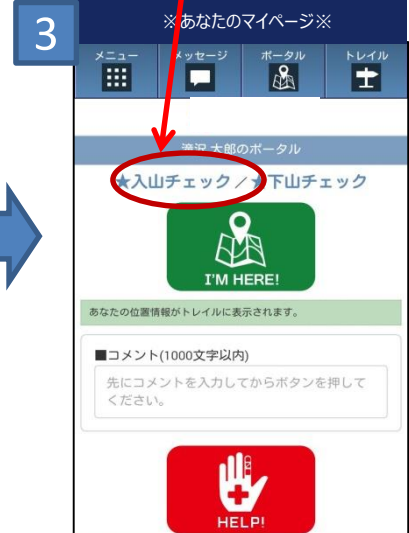 3
※あなたのマイページ※
メニュー メッセージ ポータル トレイル
滝沢 太郎のポータル
★入山チェック / ★下山チェック
I'M HERE!
あなたの位置情報がトレイルに表示されます。
■コメント(1000文字以内)
先にコメントを入力してからボタンを押して
ください。
HELP!